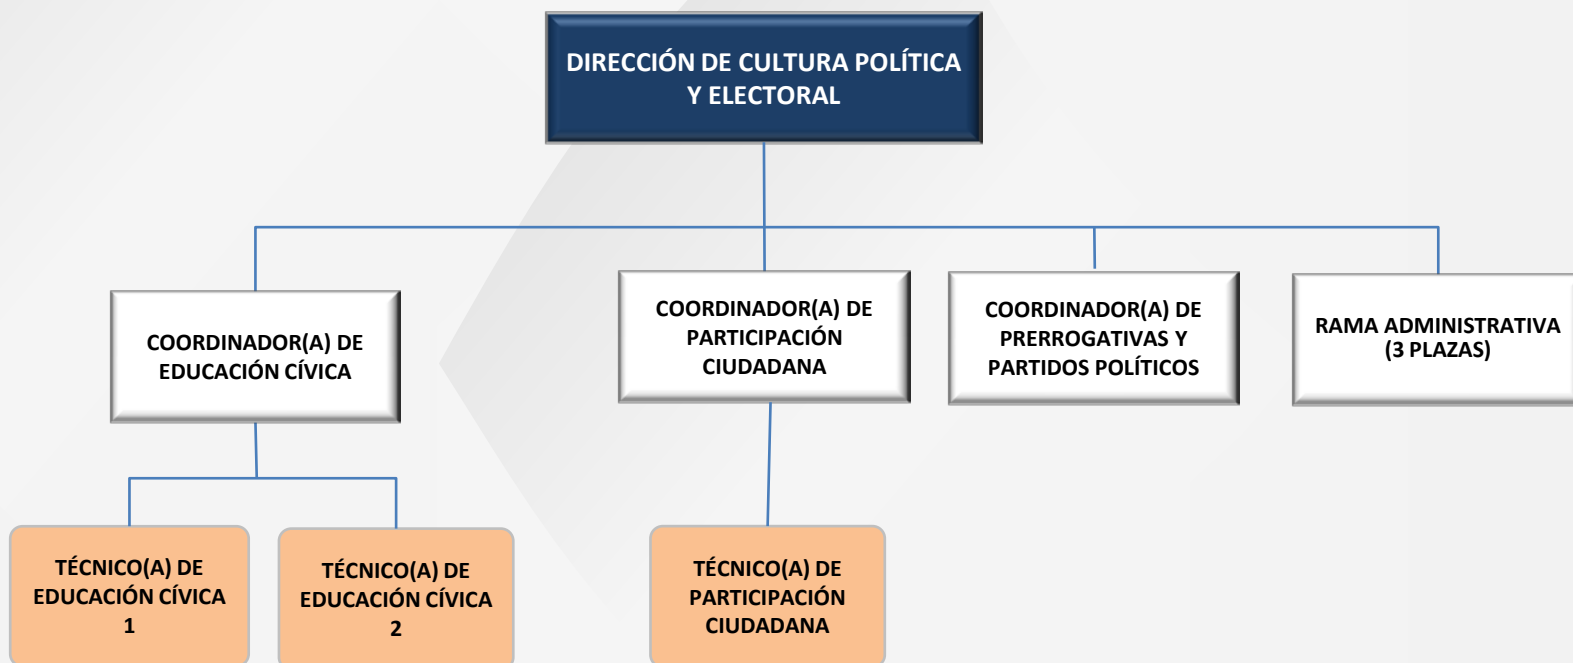 DIRECCIÓN DE CULTURA POLÍTICA
Y ELECTORAL
COORDINADOR(A) DE
EDUCACIÓN CÍVICA
COORDINADOR(A) DE
PARTICIPACIÓN
CIUDADANA
COORDINADOR(A) DE
PRERROGATIVAS Y
PARTIDOS POLÍTICOS
RAMA ADMINISTRATIVA
(3 PLAZAS)
TÉCNICO(A) DE
EDUCACIÓN CÍVICA
1
TÉCNICO(A) DE
EDUCACIÓN CÍVICA
2
TÉCNICO(A) DE
PARTICIPACIÓN
CIUDADANA